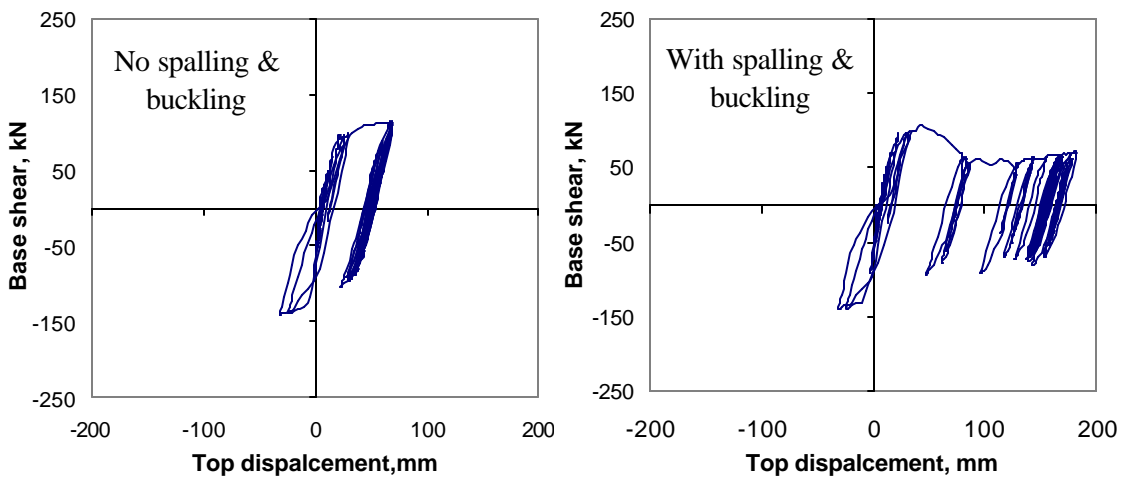 No spalling &
buckling
Base shear, kN
250
150
50
-50
-150
-250
-200
-100
0
100
200
Top dispalcement,mm
With spalling &
buckling
Base shear, kN
250
150
50
-50
-150
-250
-200
-100
0
100
200
Top dispalcement, mm